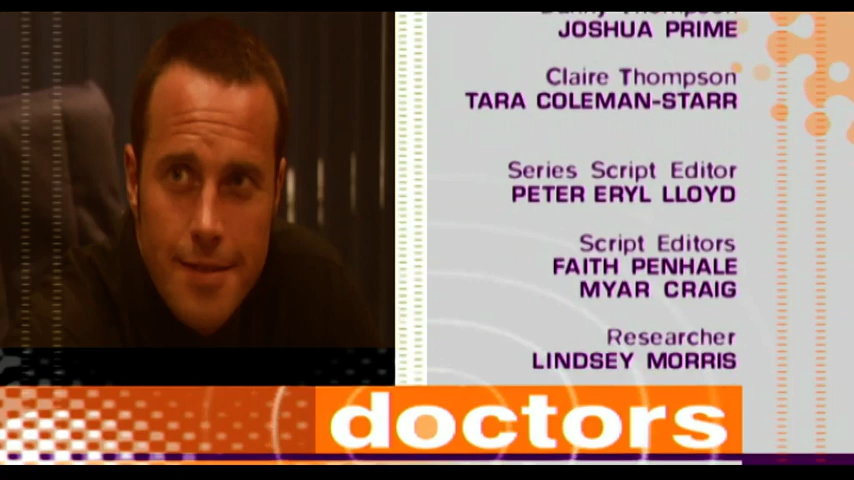 JOSHUA PRIME
Claire Thompson
TARA COLEMAN-STARR
Series Script Editor
PETER ERYL LLOYD
Script Editors
FAITH PENHALE
MYAR CRAIG
Researcher
LINDSEY MORRIS
doctors